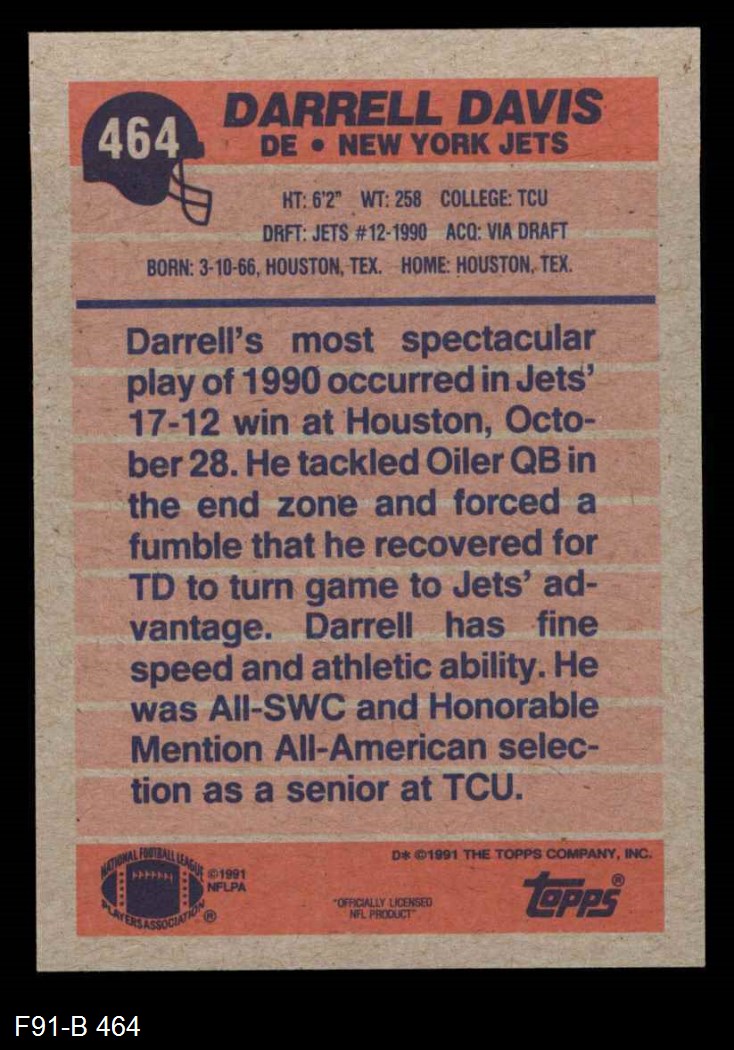 464
DARRELL DAVIS
DE • NEW YORK JETS
HT: 6'2" WT: 258 COLLEGE: TCU
DRFT: JETS #12-1990 ACQ: VIA DRAFT
BORN: 3-10-66, HOUSTON, TEX. HOME: HOUSTON, TEX.
Darrell's most spectacular
play of 1990 occurred in Jets'
17-12 win at Houston, Octo-
ber 28. He tackled Oiler QB in
the end zone and forced a
fumble that he recovered for
TD to turn game to Jets' ad-
vantage. Darrell has fine
speed and athletic ability. He
was All-SWC and Honorable
Mention All-American selec-
tion as a senior at TCU.
NATIONAL FOOTBALL LEAGUE
PLAYERS ASSOCIATION ®
©1991
NFLPA
"OFFICIALLY LICENSED
NFL PRODUCT"
D* ©1991 THE TOPPS COMPANY, INC.
topps®
F91-B 464